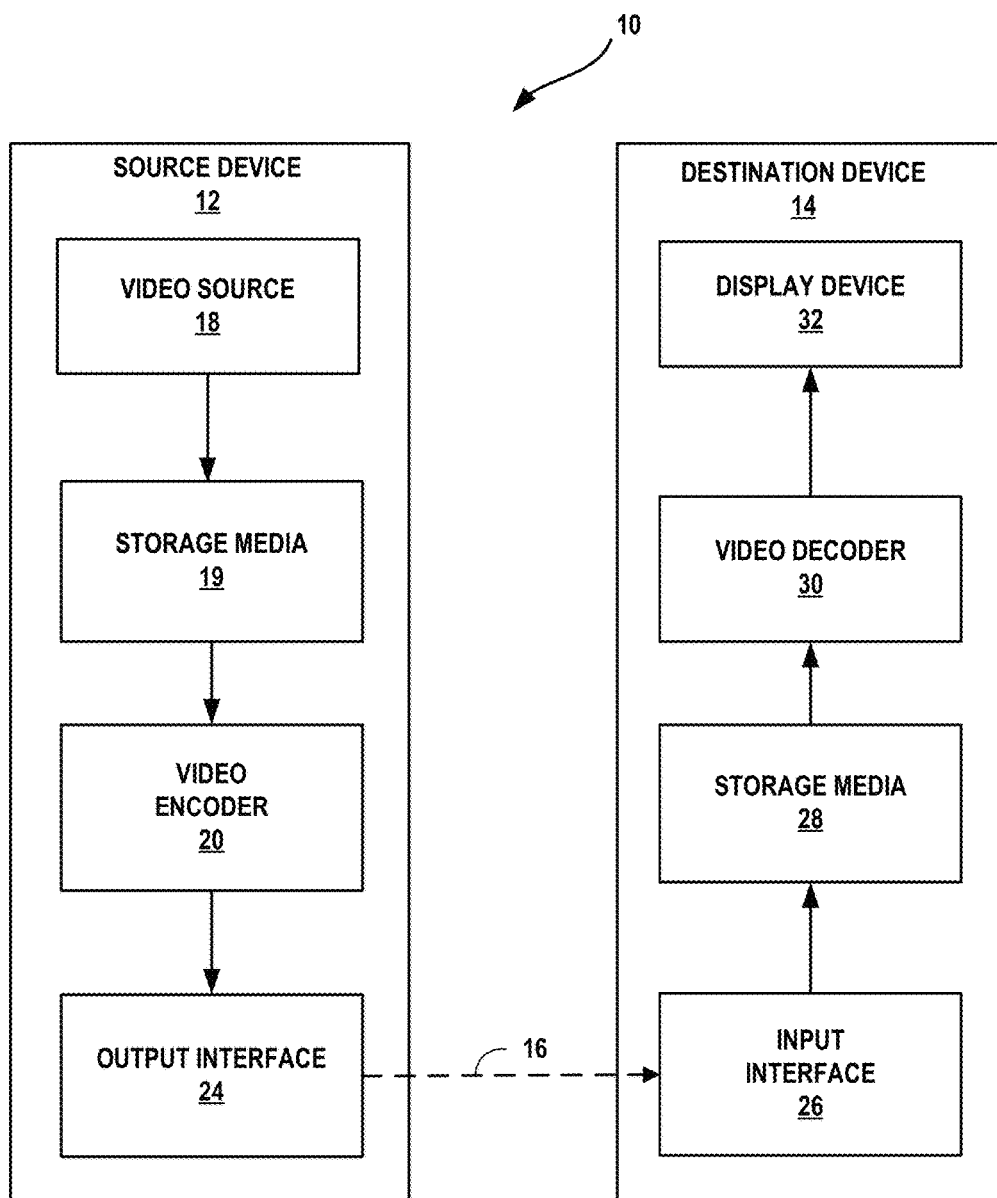 10
SOURCE DEVICE
12
VIDEO SOURCE
18
STORAGE MEDIA
19
VIDEO
ENCODER
20
OUTPUT INTERFACE
24
16
DESTINATION DEVICE
14
DISPLAY DEVICE
32
VIDEO DECODER
30
STORAGE MEDIA
28
INPUT
INTERFACE
26